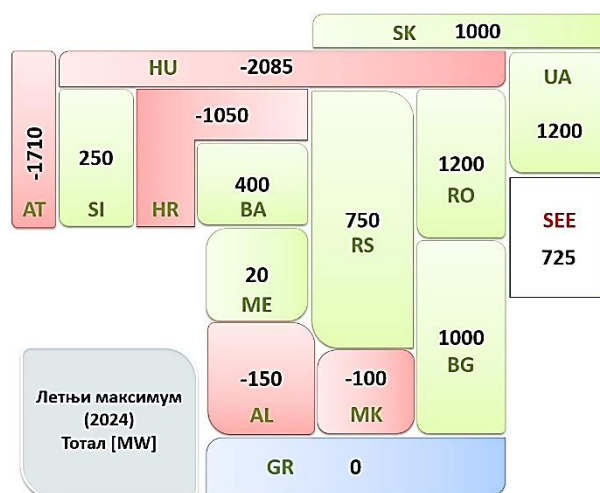 SK 1000
HU -2085
UA
1200
-1710
AT
250
SI
-1050
HR
400
BA
750
RS
1200
RO
SEE
725
20
ME
1000
BG
-150
AL
-100
MK
Летњи максимум
(2024)
Тотал [MW]
GR 0